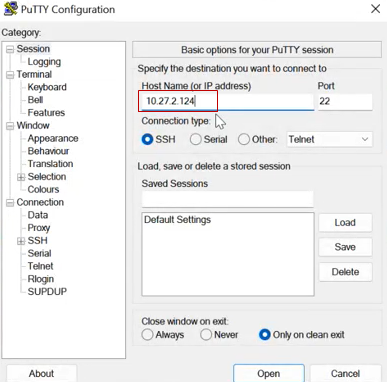 PuTTY Configuration
Category:
Session
Logging
Terminal
Keyboard
Bell
Features
Window
Appearance
Behaviour
Translation
Selection
Colours
Connection
Data
Proxy
SSH
Serial
Telnet
Rlogin
SUPDUP
Basic options for your PuTTY session
Specify the destination you want to connect to
Host Name (or IP address) Port
10.27.2.124 22
Connection type:
SSH Serial Other: Telnet
Load, save or delete a stored session
Saved Sessions
Default Settings
Load
Save
Delete
Close window on exit:
Always Never Only on clean exit
About Open Cancel